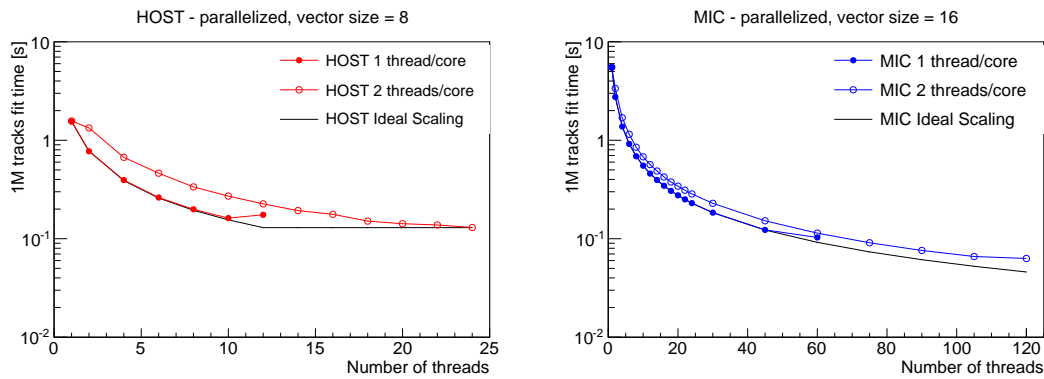 HOST - parallelized, vector size = 8
1M tracks fit time [s]
10
1
10⁻¹
10⁻²
HOST 1 thread/core
HOST 2 threads/core
HOST Ideal Scaling
0 5 10 15 20 25
Number of threads
MIC - parallelized, vector size = 16
1M tracks fit time [s]
10
1
10⁻¹
10⁻²
MIC 1 thread/core
MIC 2 threads/core
MIC Ideal Scaling
0 20 40 60 80 100 120
Number of threads